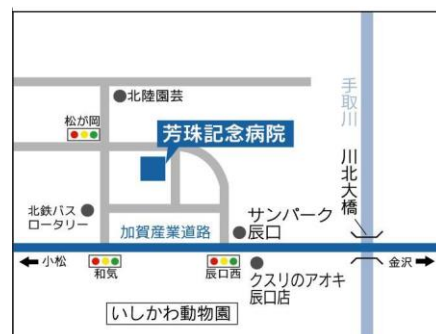 北陸園芸
松が岡
芳珠記念病院
手取川
川北大橋
北鉄バス
ロータリー
加賀産業道路
サンパーク
辰口
小松
和気
辰口西
クスリのアオキ
辰口店
金沢
いしかわ動物園